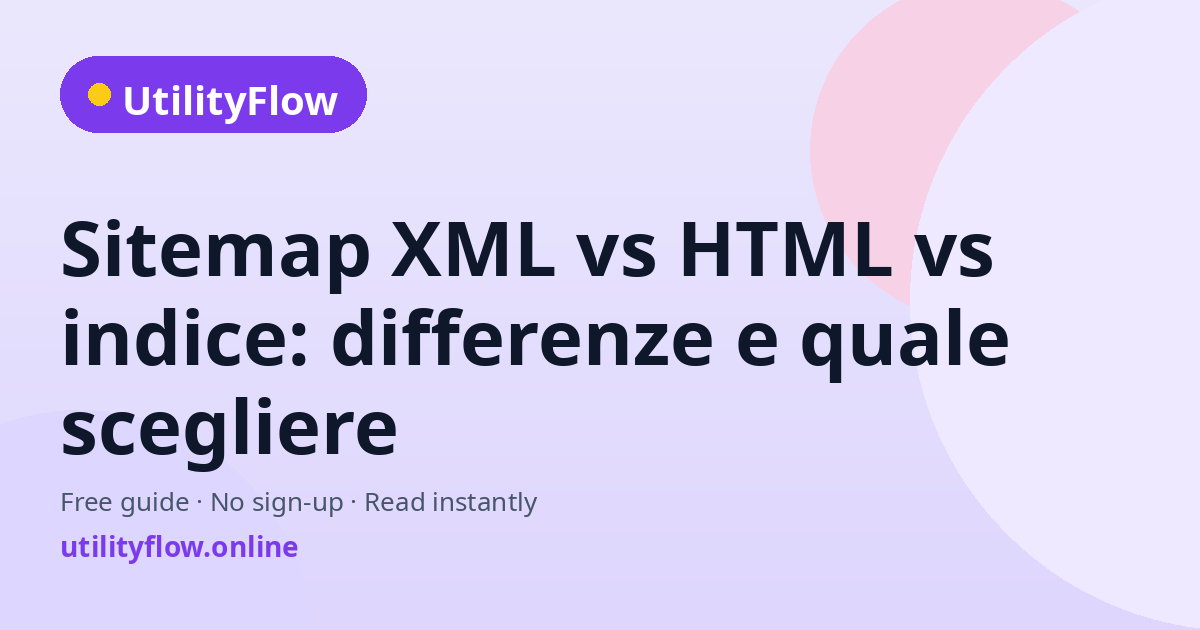 UtilityFlow
Sitemap XML vs HTML vs
indice: differenze e quale
scegliere
Free guide · No sign-up · Read instantly
utilityflow.online